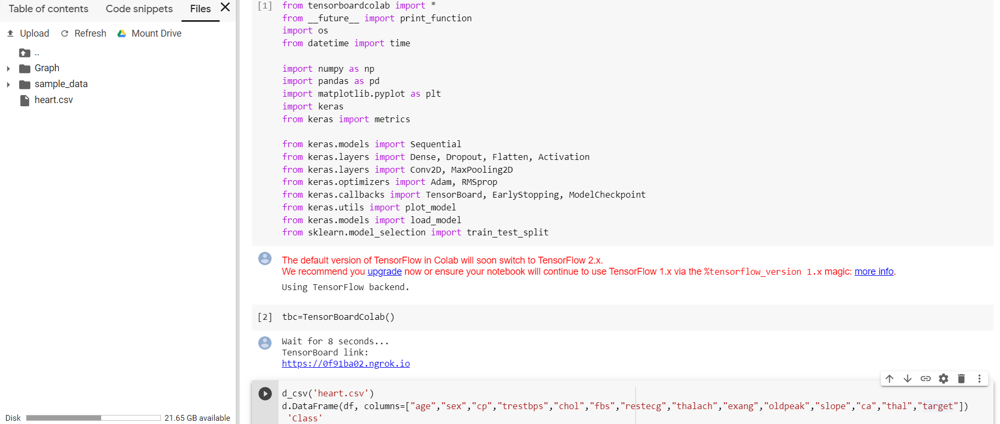 Table of contents Code snippets Files
Upload Refresh Mount Drive
..
Graph
sample_data
heart.csv
Disk 21.65 GB available
[1] from tensorboardcolab import *
from __future__ import print_function
import os
from datetime import time
import numpy as np
import pandas as pd
import matplotlib.pyplot as plt
import keras
from keras import metrics
from keras.models import Sequential
from keras.layers import Dense, Dropout, Flatten, Activation
from keras.layers import Conv2D, MaxPooling2D
from keras.optimizers import Adam, RMSprop
from keras.callbacks import TensorBoard, EarlyStopping, ModelCheckpoint
from keras.utils import plot_model
from keras.models import load_model
from sklearn.model_selection import train_test_split
The default version of TensorFlow in Colab will soon switch to TensorFlow 2.x.
We recommend you upgrade now or ensure your notebook will continue to use TensorFlow 1.x via the %tensorflow_version 1.x magic: more info.
Using TensorFlow backend.
[2] tbc=TensorBoardColab()
Wait for 8 seconds...
TensorBoard link:
https://0f91ba02.ngrok.io
d_csv('heart.csv')
d.DataFrame(df, columns=["age","sex","cp","trestbps","chol","fbs","restecg","thalach","exang","oldpeak","slope","ca","thal","target"])
'Class'